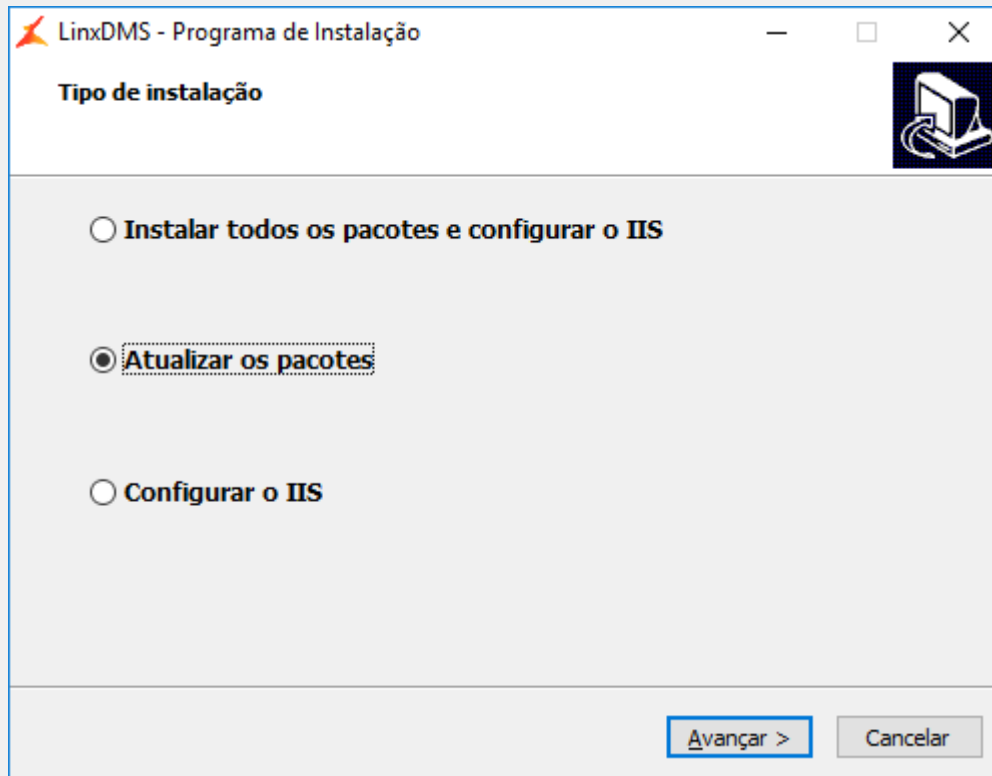 LinxDMS - Programa de Instalação
Tipo de instalação
Instalar todos os pacotes e configurar o IIS
Atualizar os pacotes
Configurar o IIS
Avançar >
Cancelar